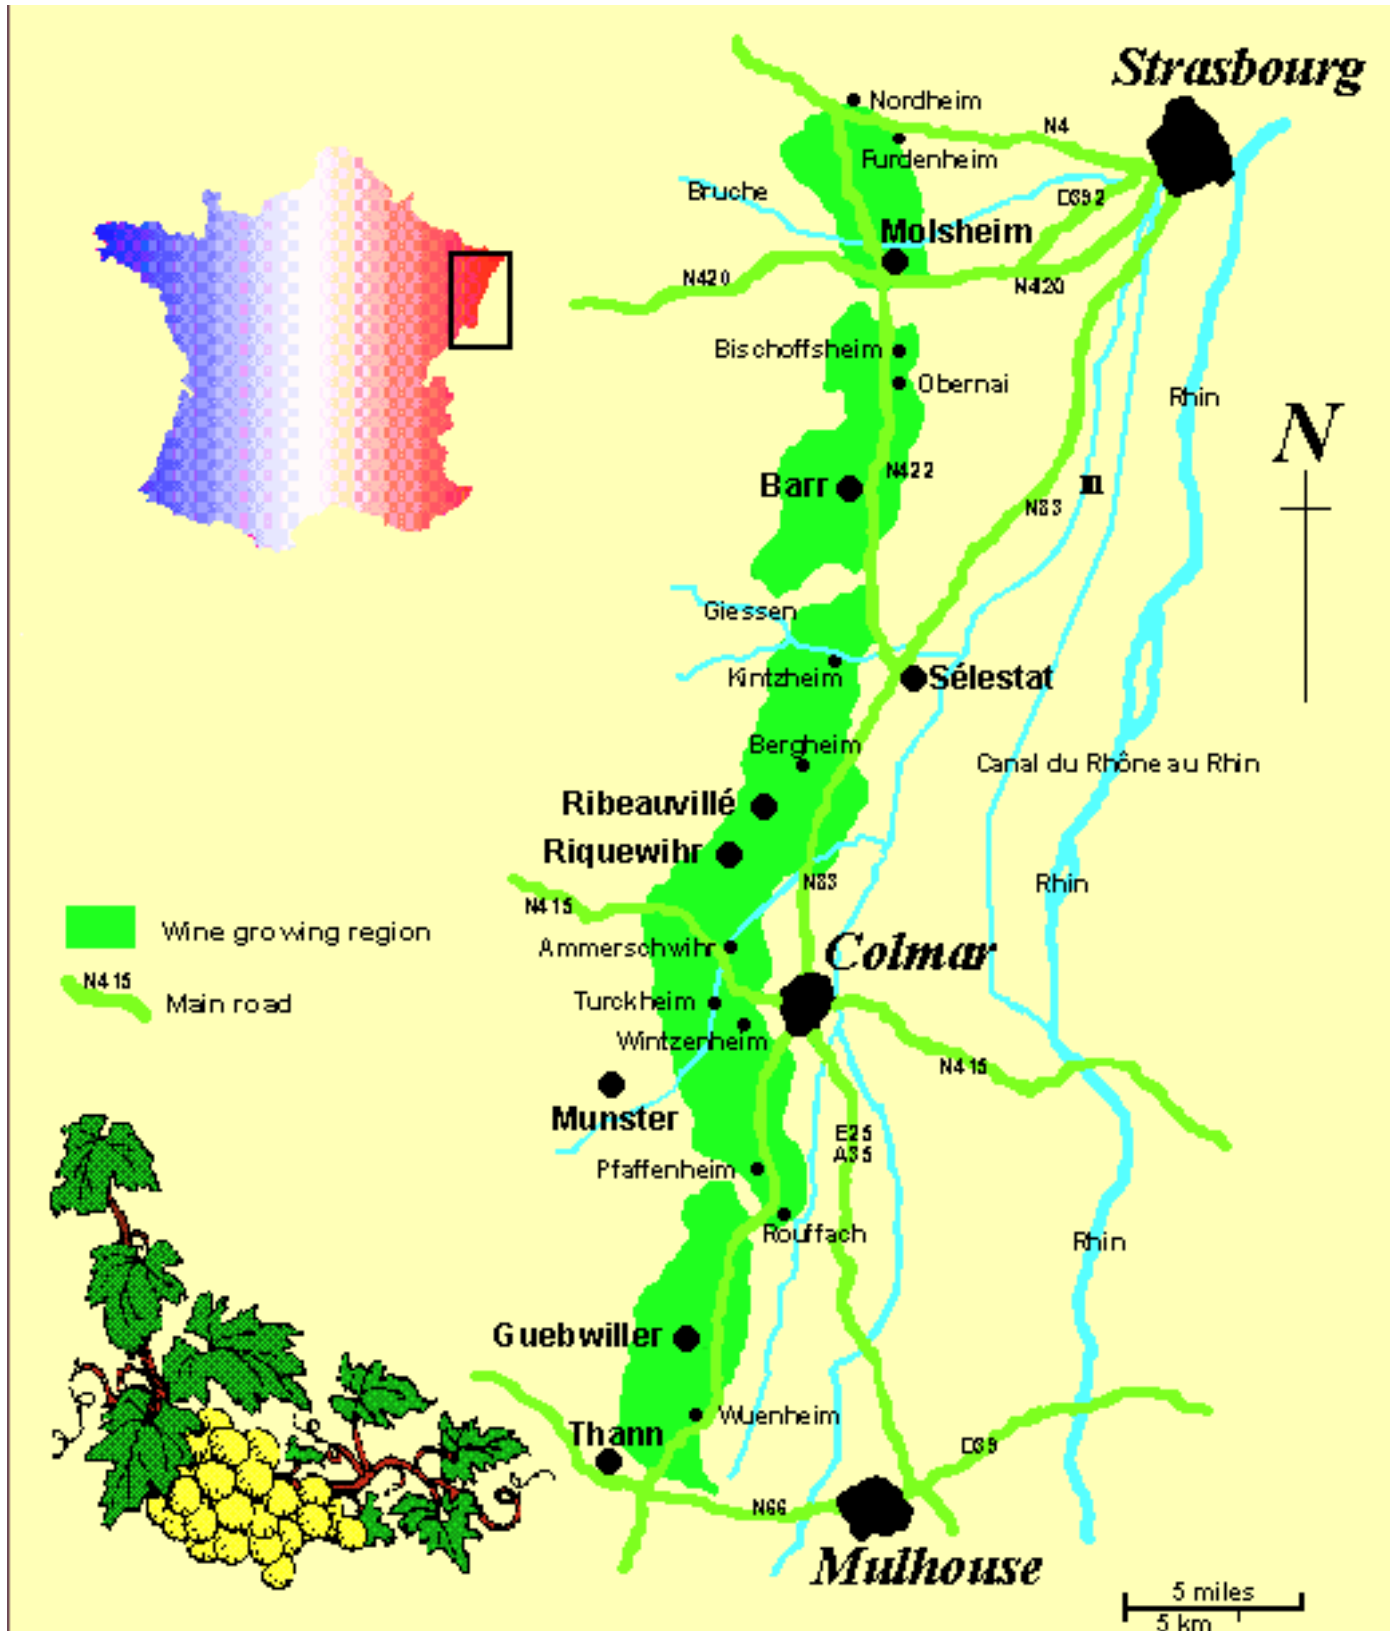 Strasbourg
Nordheim
N4
Furdenheim
Bruche
D392
Molsheim
N420
N420
Bischoffsheim
Obernai
Rhin
N
N422
Barr
Ill
N83
Giessen
Kintzheim
Sélestat
Bergheim
Canal du Rhône au Rhin
Ribeauvillé
Riquewihr
N83
Rhin
N415
Wine growing region
Ammerschwihr
Colmar
N415
Main road
Turckheim
Wintzenheim
N415
Munster
E25
A35
Pfaffenheim
Rouffach
Rhin
Guebwiller
Wuenheim
Thann
D39
N66
Mulhouse
5 miles
5 km